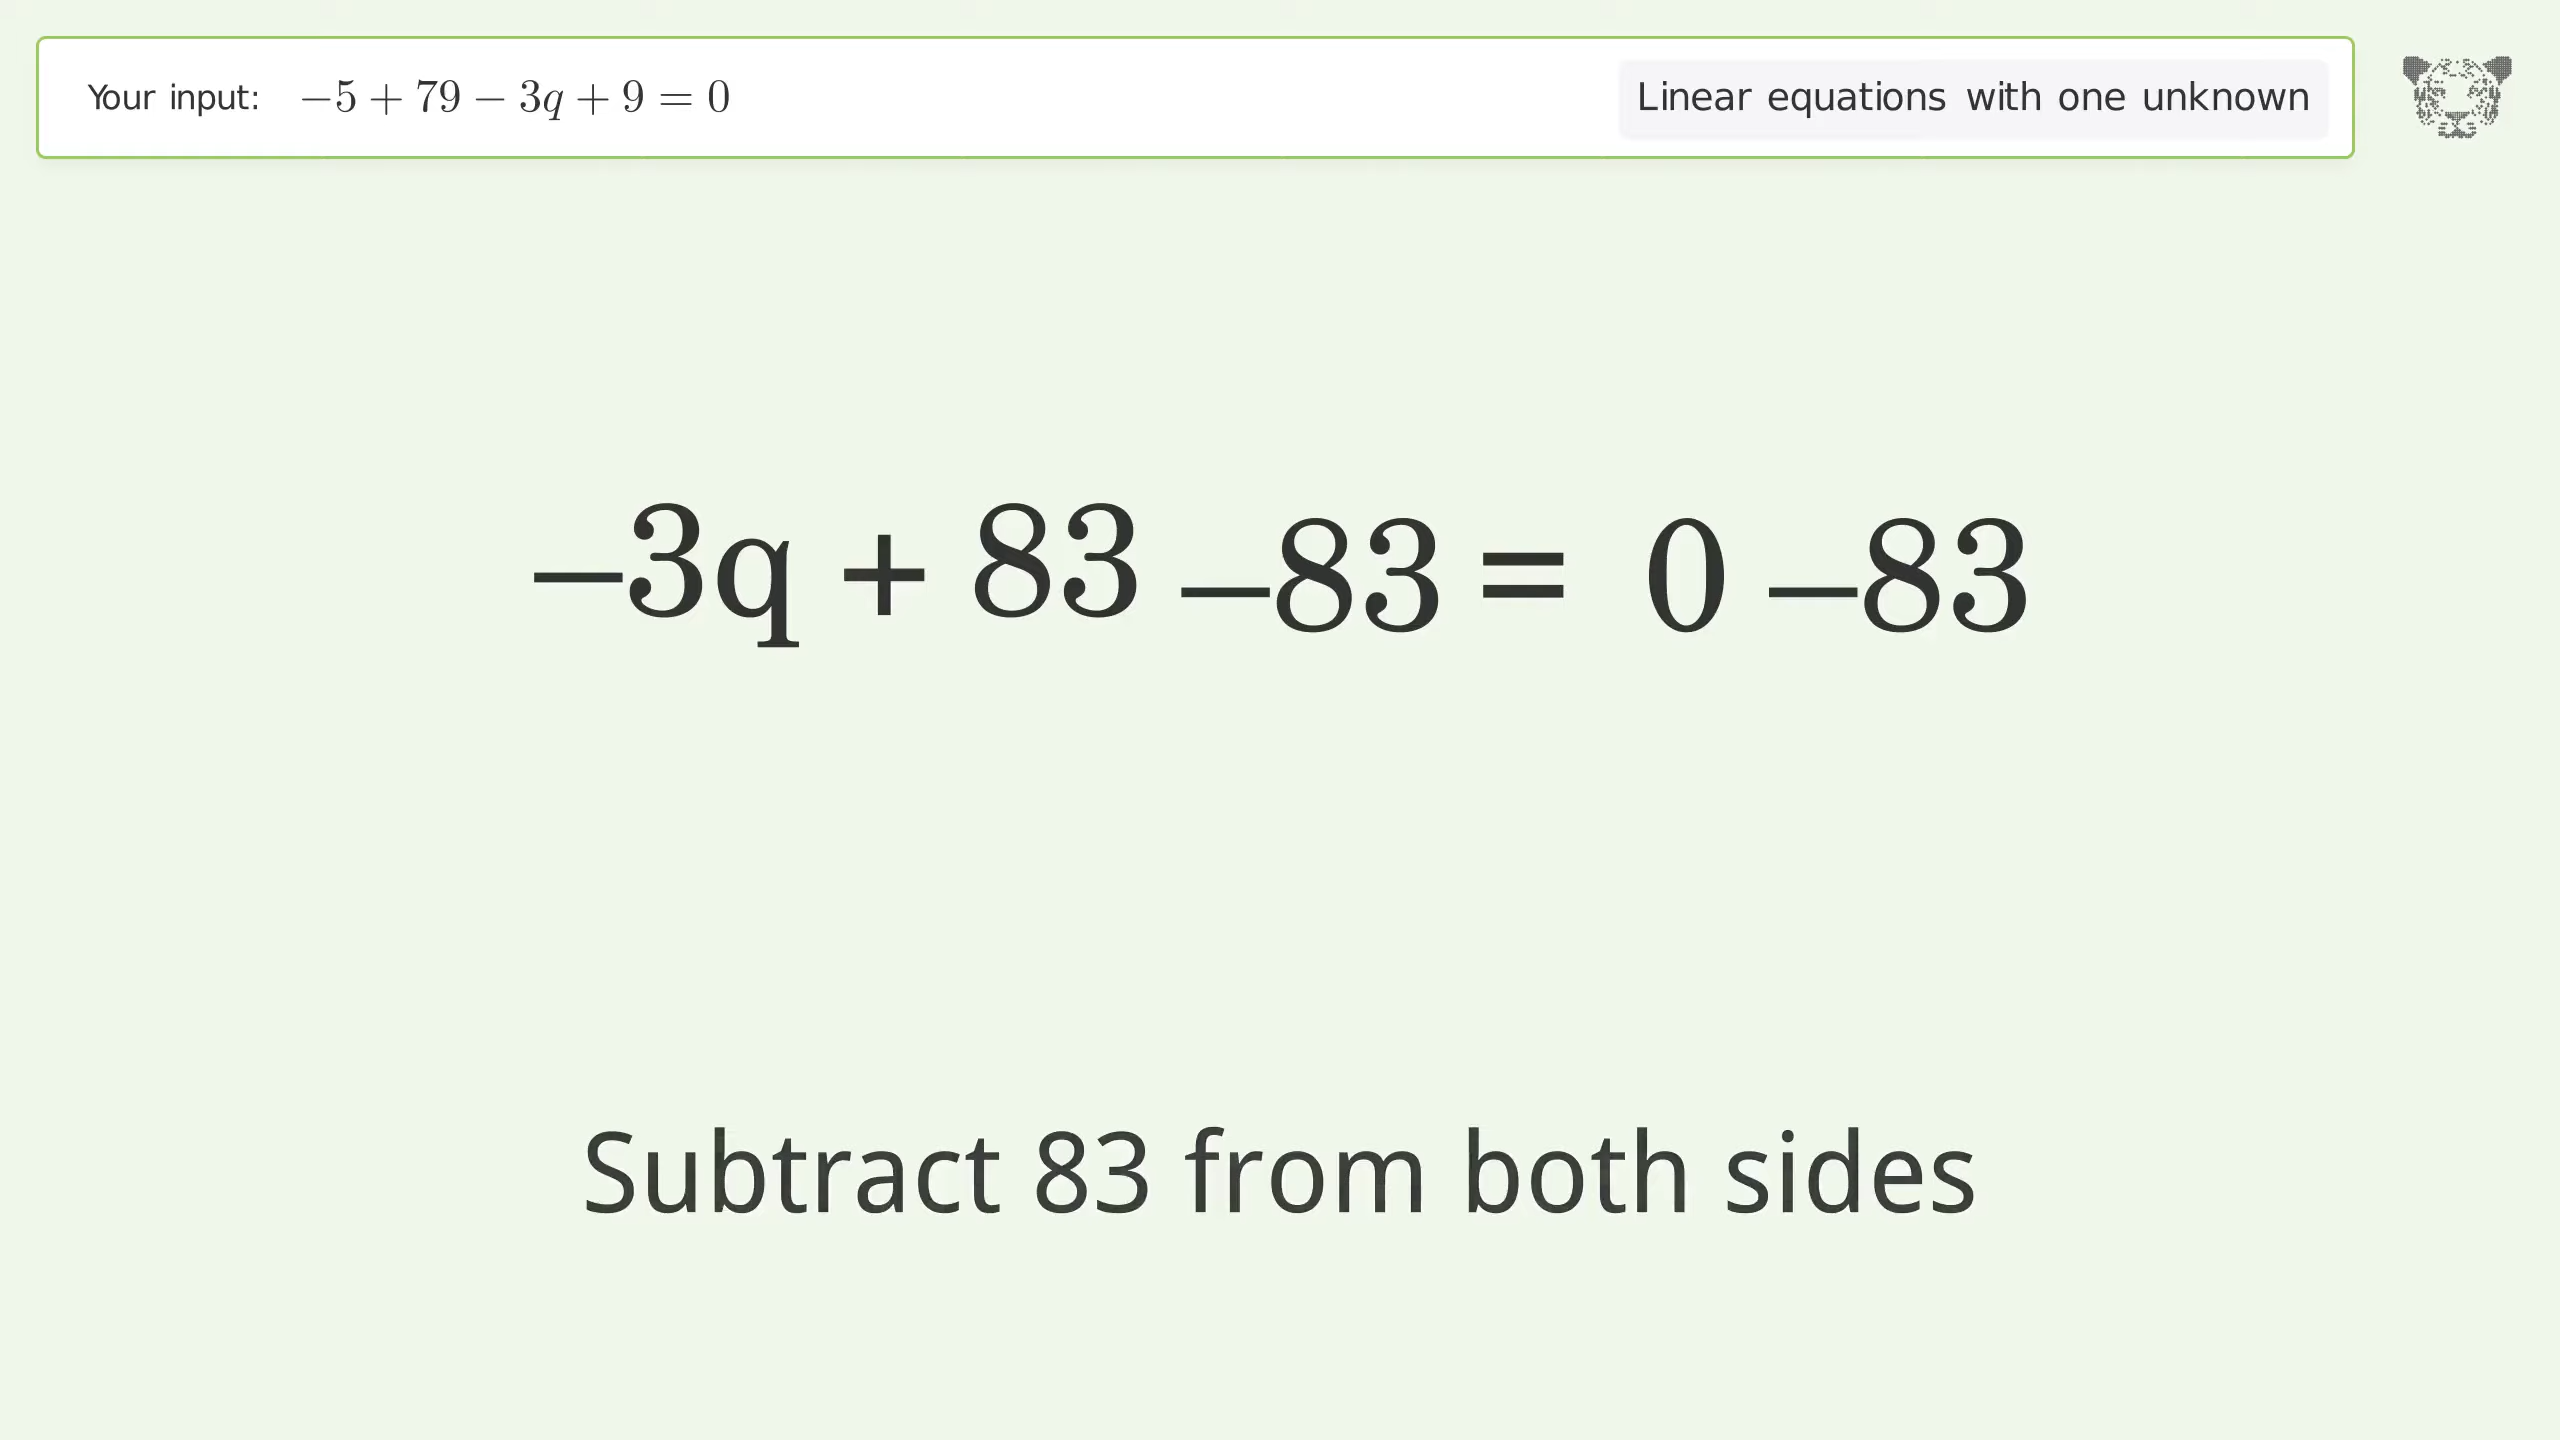 Your input: −5 + 79 − 3q + 9 = 0 Linear equations with one unknown
–3q + 83 –83 = 0 –83
Subtract 83 from both sides